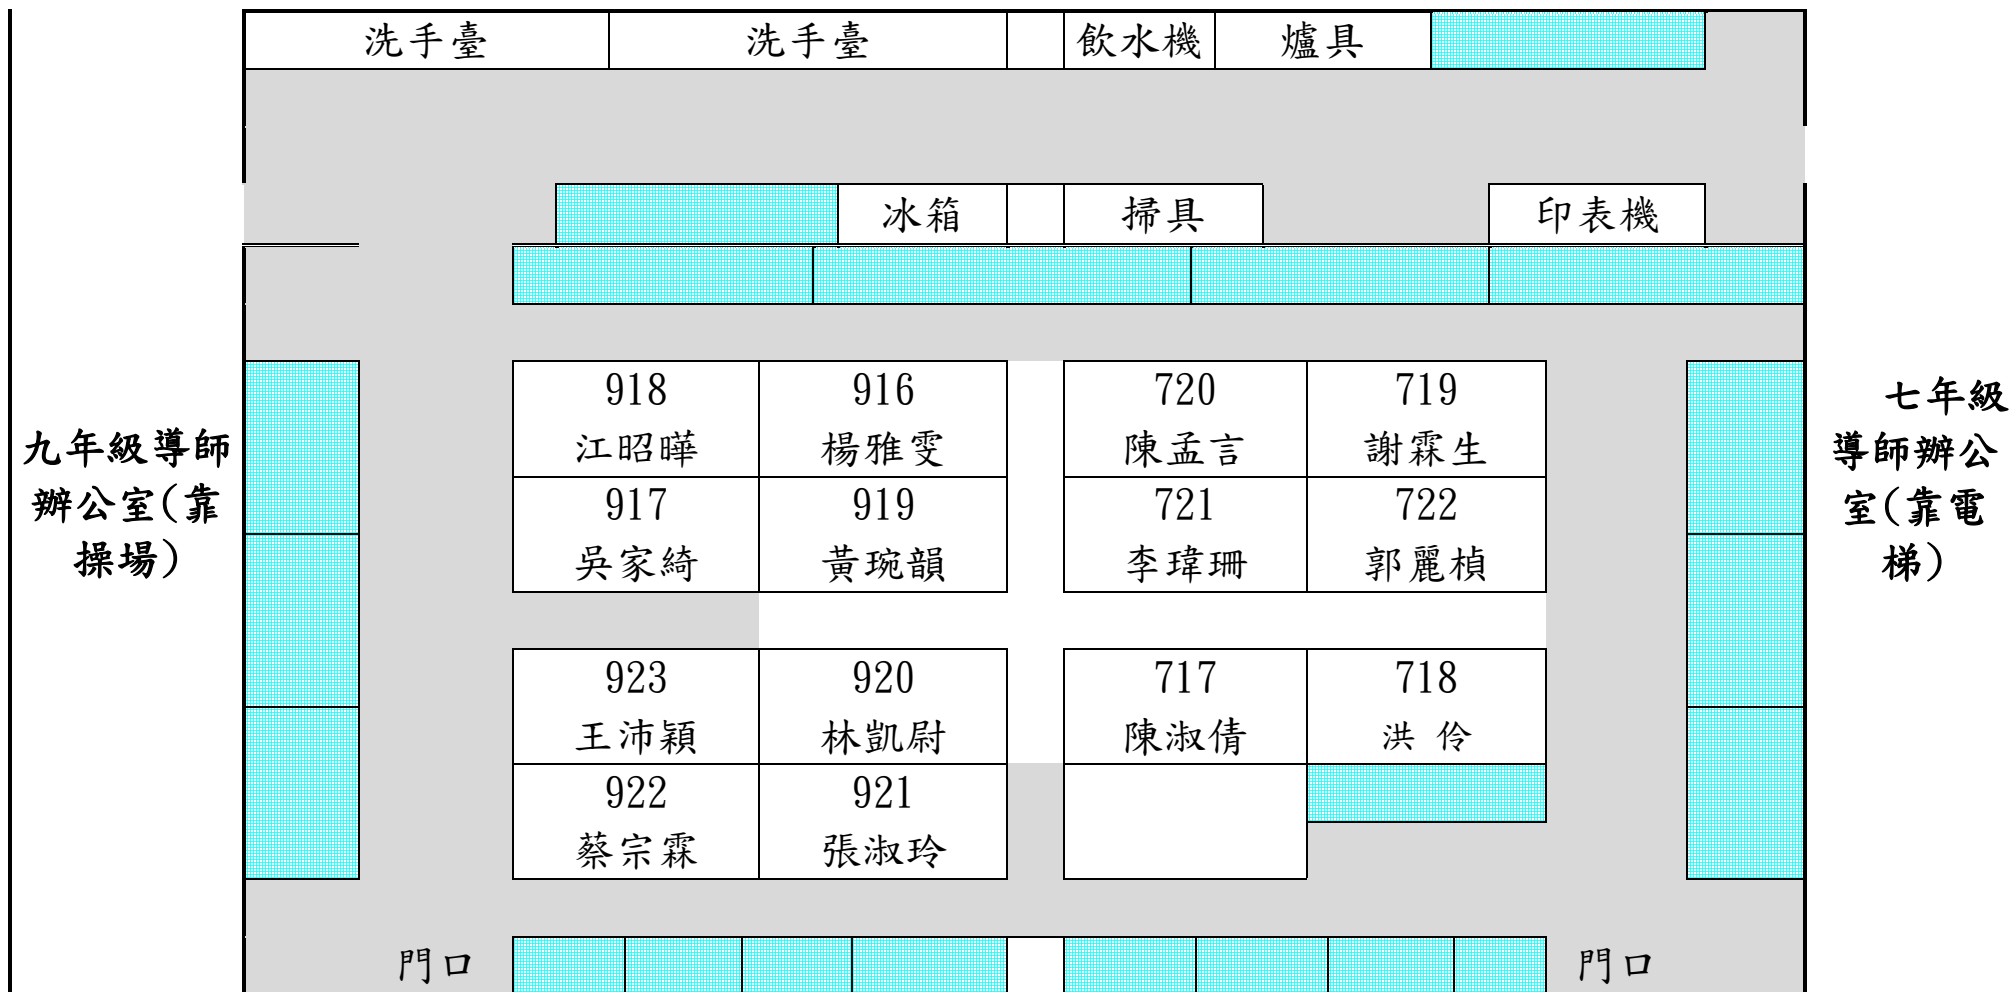 洗手臺 洗手臺 飲水機 爐具
冰箱 掃具 印表機
918 916 720 719
江昭曄 楊雅雯 陳孟言 謝霖生
917 919 721 722
吳家綺 黃琬韻 李瑋珊 郭麗楨
923 920 717 718
王沛穎 林凱尉 陳淑倩 洪 伶
922 921
蔡宗霖 張淑玲
門口 門口
九年級導師
辦公室(靠
操場)
七年級
導師辦公
室(靠電
梯)